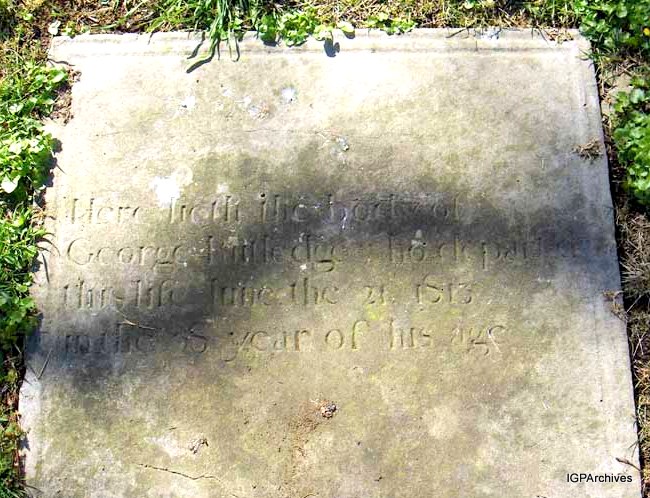 Here lieth the body of
George Rutledge who departed
this life June the 21 1813
in the 38 year of his age
IGPArchives